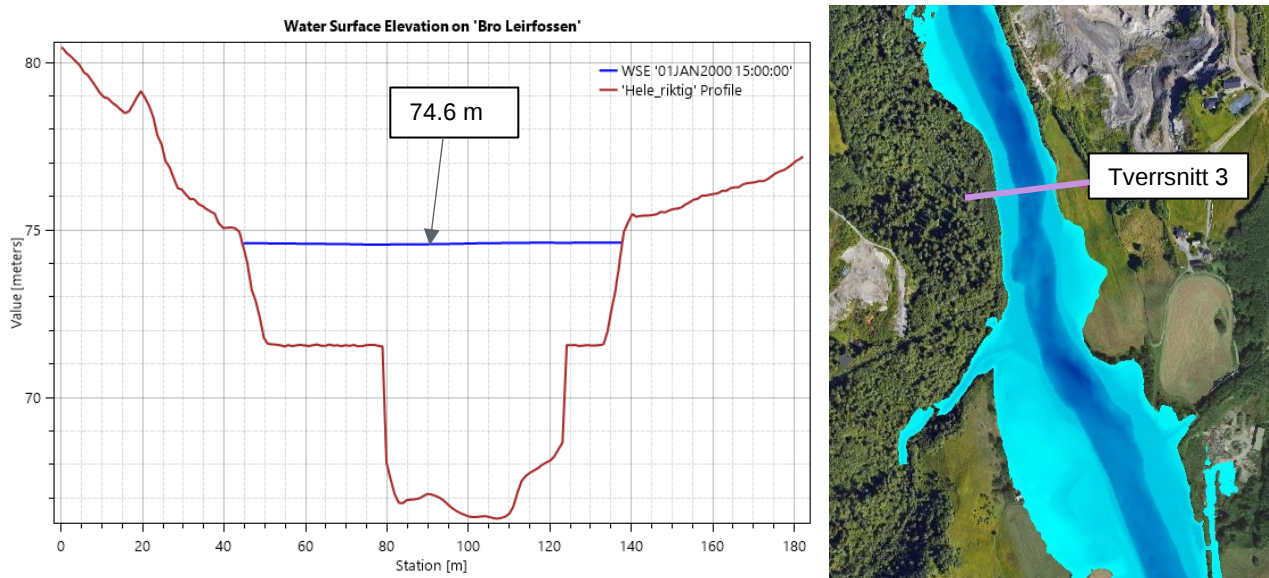 Water Surface Elevation on 'Bro Leirfossen'
WSE '01JAN2000 15:00:00'
'Hele_riktig' Profile
74.6 m
80
75
70
Value [meters]
0 20 40 60 80 100 120 140 160 180
Station [m]
Tverrsnitt 3